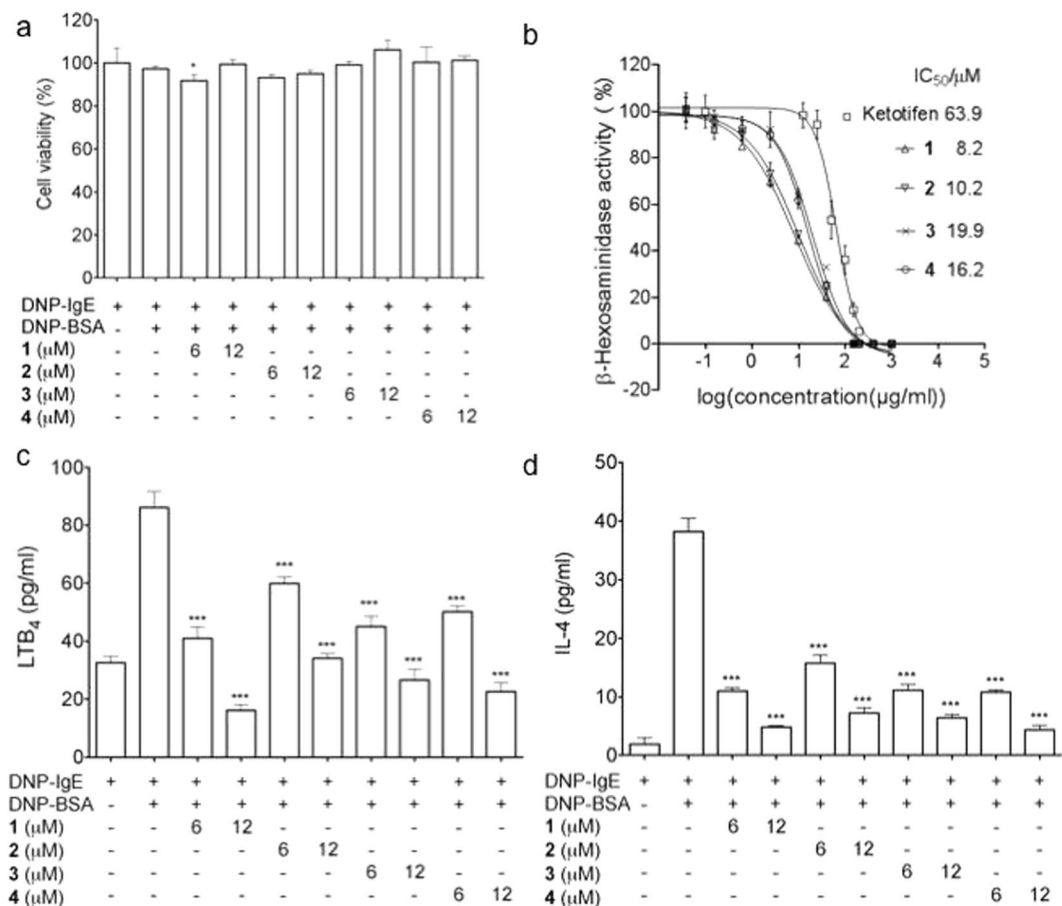 a
Cell viability (%)
120
100
80
60
40
20
0
*
DNP-IgE + + + + + + + + + +
DNP-BSA - + + + + + + + + +
1 (μM) - - 6 12 - - - - - -
2 (μM) - - - - 6 12 - - - -
3 (μM) - - - - - - 6 12 - -
4 (μM) - - - - - - - - 6 12
b
β-Hexosaminidase activity ( %)
120
100
80
60
40
20
0
-20
-1 0 1 2 3 4 5
log(concentration(μg/ml))
IC50/μM
Ketotifen 63.9
1 8.2
2 10.2
3 19.9
4 16.2
c
LTB4 (pg/ml)
100
80
60
40
20
0
*** *** *** *** *** *** *** ***
DNP-IgE + + + + + + + + + +
DNP-BSA - + + + + + + + + +
1 (μM) - - 6 12 - - - - - -
2 (μM) - - - - 6 12 - - - -
3 (μM) - - - - - - 6 12 - -
4 (μM) - - - - - - - - 6 12
d
IL-4 (pg/ml)
50
40
30
20
10
0
*** *** *** *** *** *** *** ***
DNP-IgE + + + + + + + + + +
DNP-BSA - + + + + + + + + +
1 (μM) - - 6 12 - - - - - -
2 (μM) - - - - 6 12 - - - -
3 (μM) - - - - - - 6 12 - -
4 (μM) - - - - - - - - 6 12